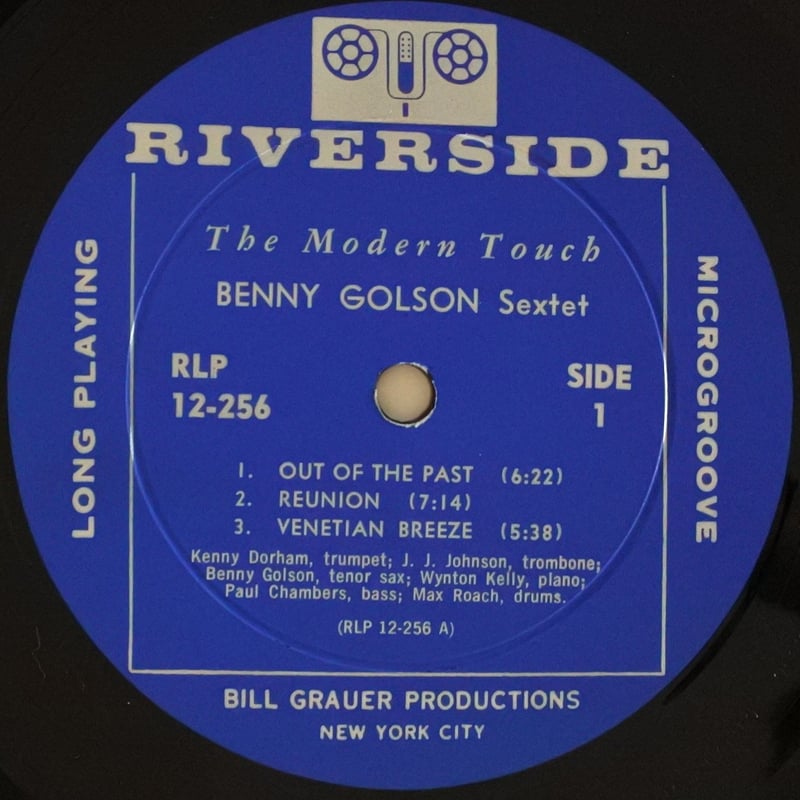 RIVERSIDE
The Modern Touch
BENNY GOLSON Sextet
LONG PLAYING
MICROGROOVE
RLP
12-256
SIDE
1
1. OUT OF THE PAST (6:22)
2. REUNION (7:14)
3. VENETIAN BREEZE (5:38)
Kenny Dorham, trumpet; J. J. Johnson, trombone;
Benny Golson, tenor sax; Wynton Kelly, piano;
Paul Chambers, bass; Max Roach, drums.
(RLP 12-256 A)
BILL GRAUER PRODUCTIONS
NEW YORK CITY